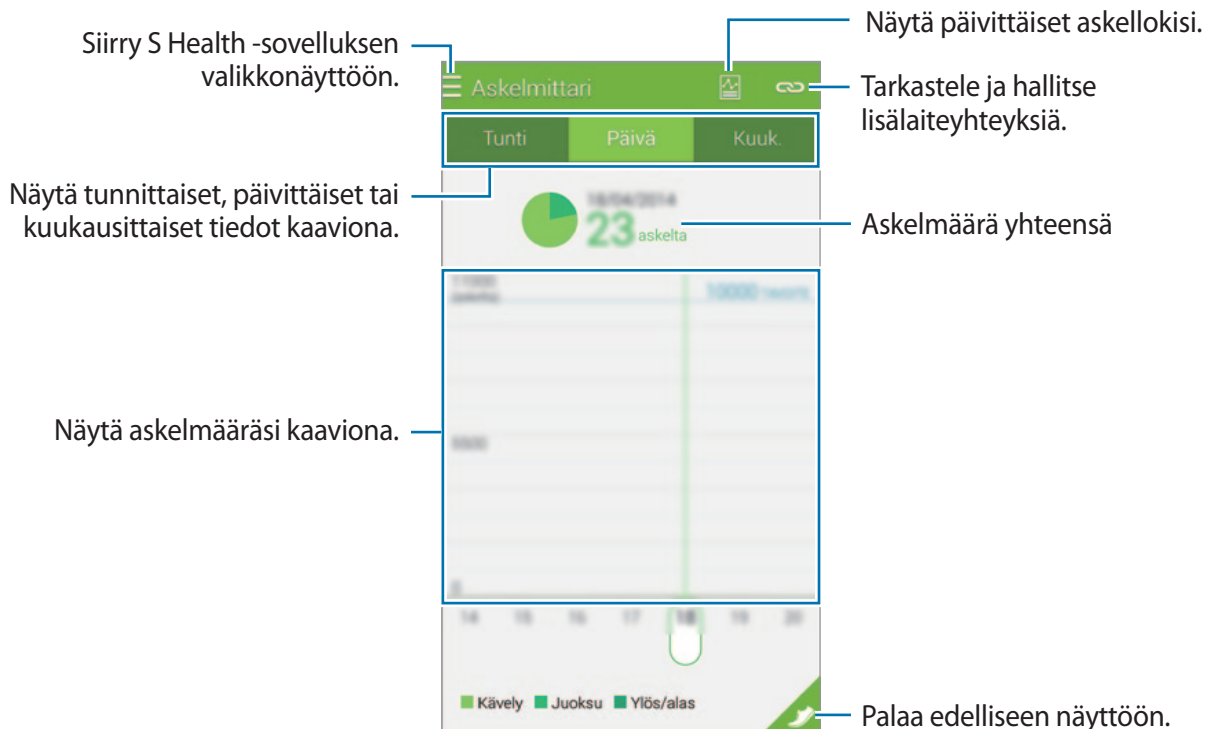 Näytä päivittäiset askellokisi.
Siirry S Health -sovelluksen
valikkonäyttöön.
Askelmittari
Tarkastele ja hallitse
lisälaiteyhteyksiä.
Tunti Päivä Kuuk.
Näytä tunnittaiset, päivittäiset tai
kuukausittaiset tiedot kaaviona.
18/04/2014
23 askelta
Askelmäärä yhteensä
11000
10000
Näytä askelmääräsi kaaviona.
0
14 15 16 17 18 19 20
Kävely Juoksu Ylös/alas
Palaa edelliseen näyttöön.